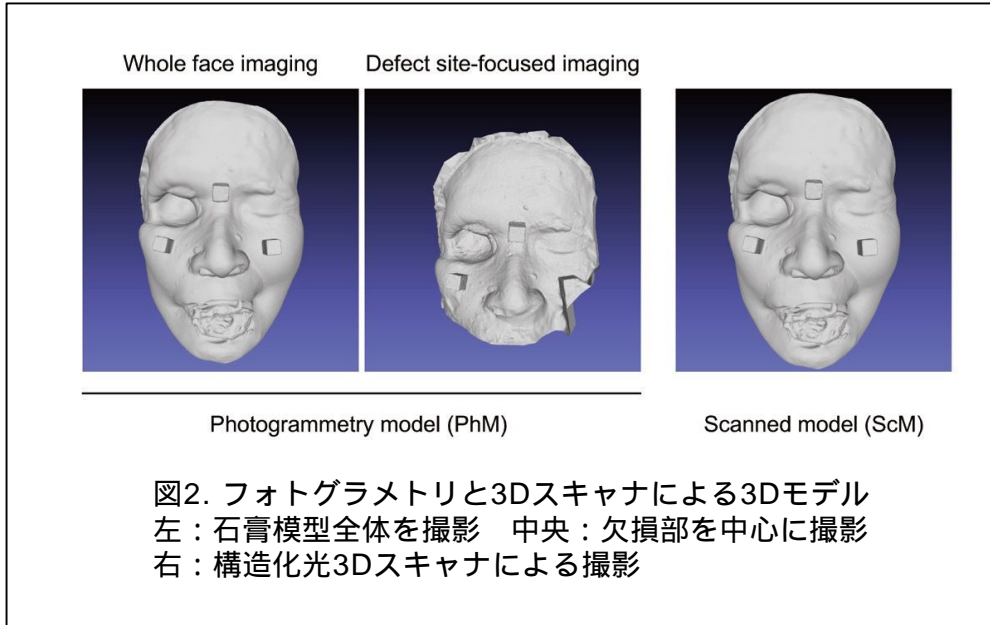 Whole face imaging
Defect site-focused imaging
Photogrammetry model (PhM)
Scanned model (ScM)
図2. フォトグラメトリと3Dスキャナによる3Dモデル
左：石膏模型全体を撮影　中央：欠損部を中心に撮影
右：構造化光3Dスキャナによる撮影